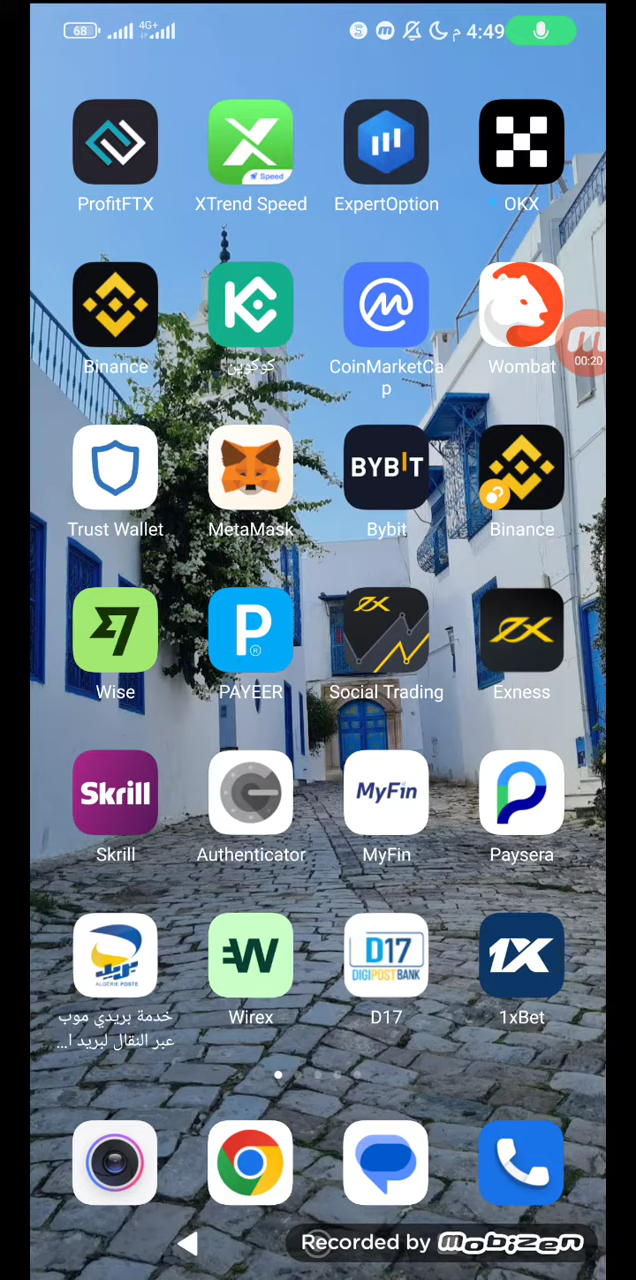 68
4G+
م 4:49
Speed
ProfitFTX
XTrend Speed
ExpertOption
OKX
Binance
كوكوين
CoinMarketCa
p
Wombat
00:20
BYBIT
Trust Wallet
MetaMask
Bybit
Binance
P
R
Wise
PAYEER
Social Trading
Exness
Skrill
MyFin
Skrill
Authenticator
MyFin
Paysera
بريد
ALGÉRIE POSTE
W
D17
DIGIPOSTBANK
1X
خدمة بريدي موب
عبر النقال لبريد ا...
Wirex
D17
1xBet
Recorded by mobizen